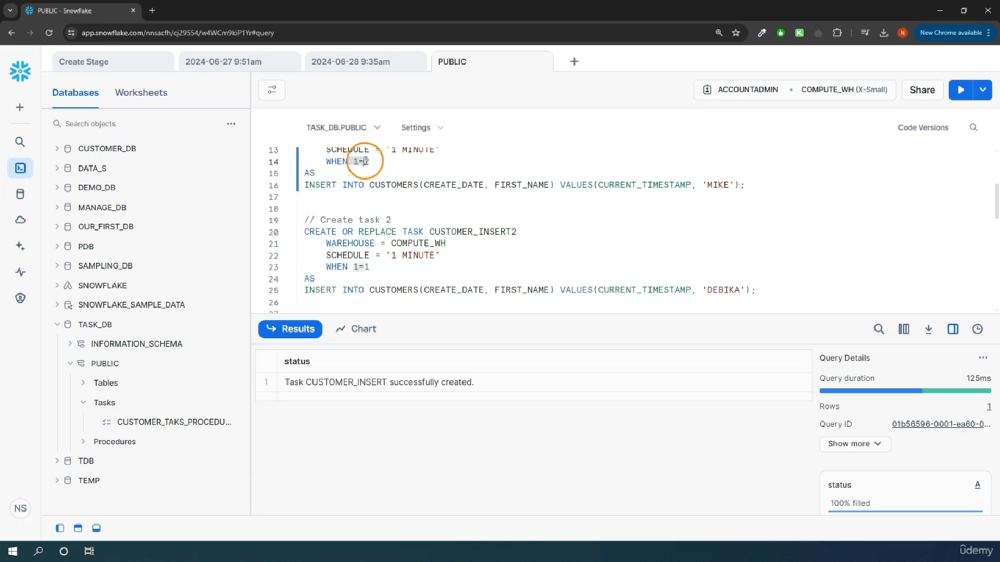 PUBLIC - Snowflake
app.snowflake.com/nnsacfh/cj29554/w4WCm9kiP1Yr#query
K
N
New Chrome available
Create Stage
2024-06-27 9:51am
2024-06-28 9:35am
PUBLIC
Databases
Worksheets
ACCOUNTADMIN
COMPUTE_WH (X-Small)
Share
Search objects
TASK_DB.PUBLIC
Settings
Code Versions
CUSTOMER_DB
DATA_S
DEMO_DB
MANAGE_DB
OUR_FIRST_DB
PDB
SAMPLING_DB
SNOWFLAKE
SNOWFLAKE_SAMPLE_DATA
TASK_DB
INFORMATION_SCHEMA
PUBLIC
Tables
Tasks
CUSTOMER_TAKS_PROCEDU...
Procedures
TDB
TEMP
NS
13 SCHEDULE = '1 MINUTE'
14 WHEN 1=2
15 AS
16 INSERT INTO CUSTOMERS(CREATE_DATE, FIRST_NAME) VALUES(CURRENT_TIMESTAMP, 'MIKE');
17
18
19 // Create task 2
20 CREATE OR REPLACE TASK CUSTOMER_INSERT2
21 WAREHOUSE = COMPUTE_WH
22 SCHEDULE = '1 MINUTE'
23 WHEN 1=1
24 AS
25 INSERT INTO CUSTOMERS(CREATE_DATE, FIRST_NAME) VALUES(CURRENT_TIMESTAMP, 'DEBIKA');
26
Results
Chart
status
1 Task CUSTOMER_INSERT successfully created.
Query Details
Query duration 125ms
Rows 1
Query ID 01b56596-0001-ea60-0...
Show more
status A
100% filled
ûdemy